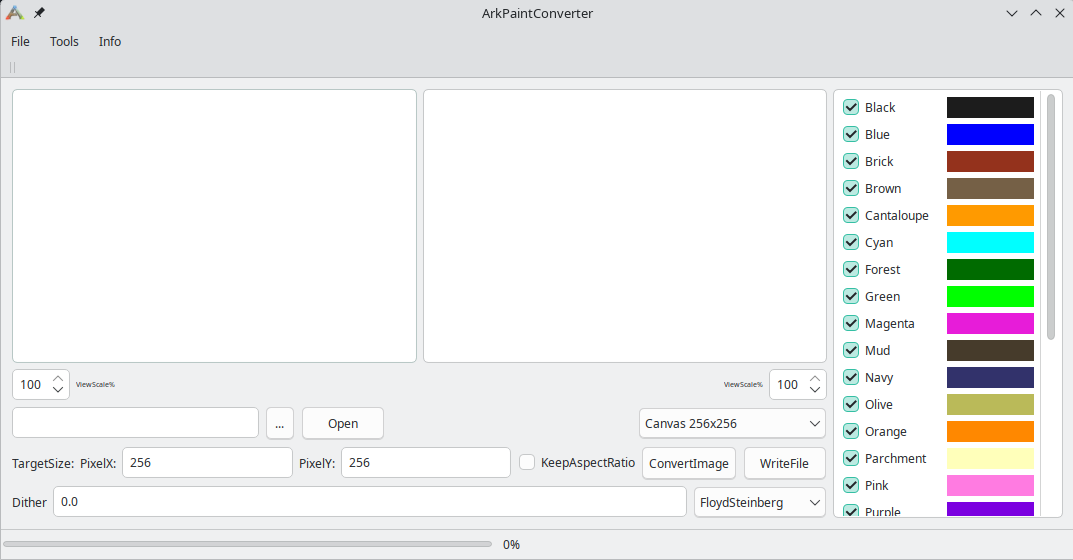 ArkPaintConverter
File Tools Info
Black
Blue
Brick
Brown
Cantaloupe
Cyan
Forest
Green
Magenta
Mud
Navy
Olive
Orange
Parchment
Pink
Purple
100 ViewScale%
ViewScale% 100
... Open
Canvas 256x256
TargetSize: PixelX: 256 PixelY: 256 KeepAspectRatio ConvertImage WriteFile
Dither 0.0 FloydSteinberg
0%